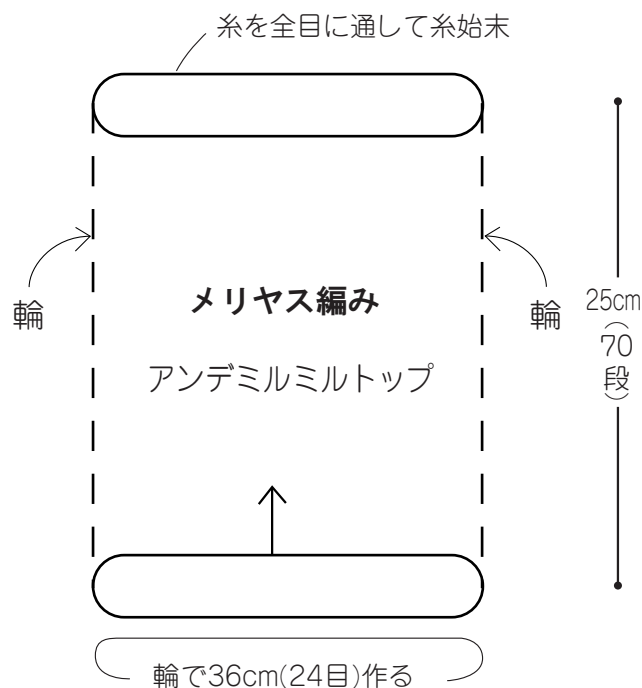 糸を全目に通して糸始末
輪
メリヤス編み
輪
25cm
(70段)
アンデミルミルトップ
輪で36cm(24目)作る